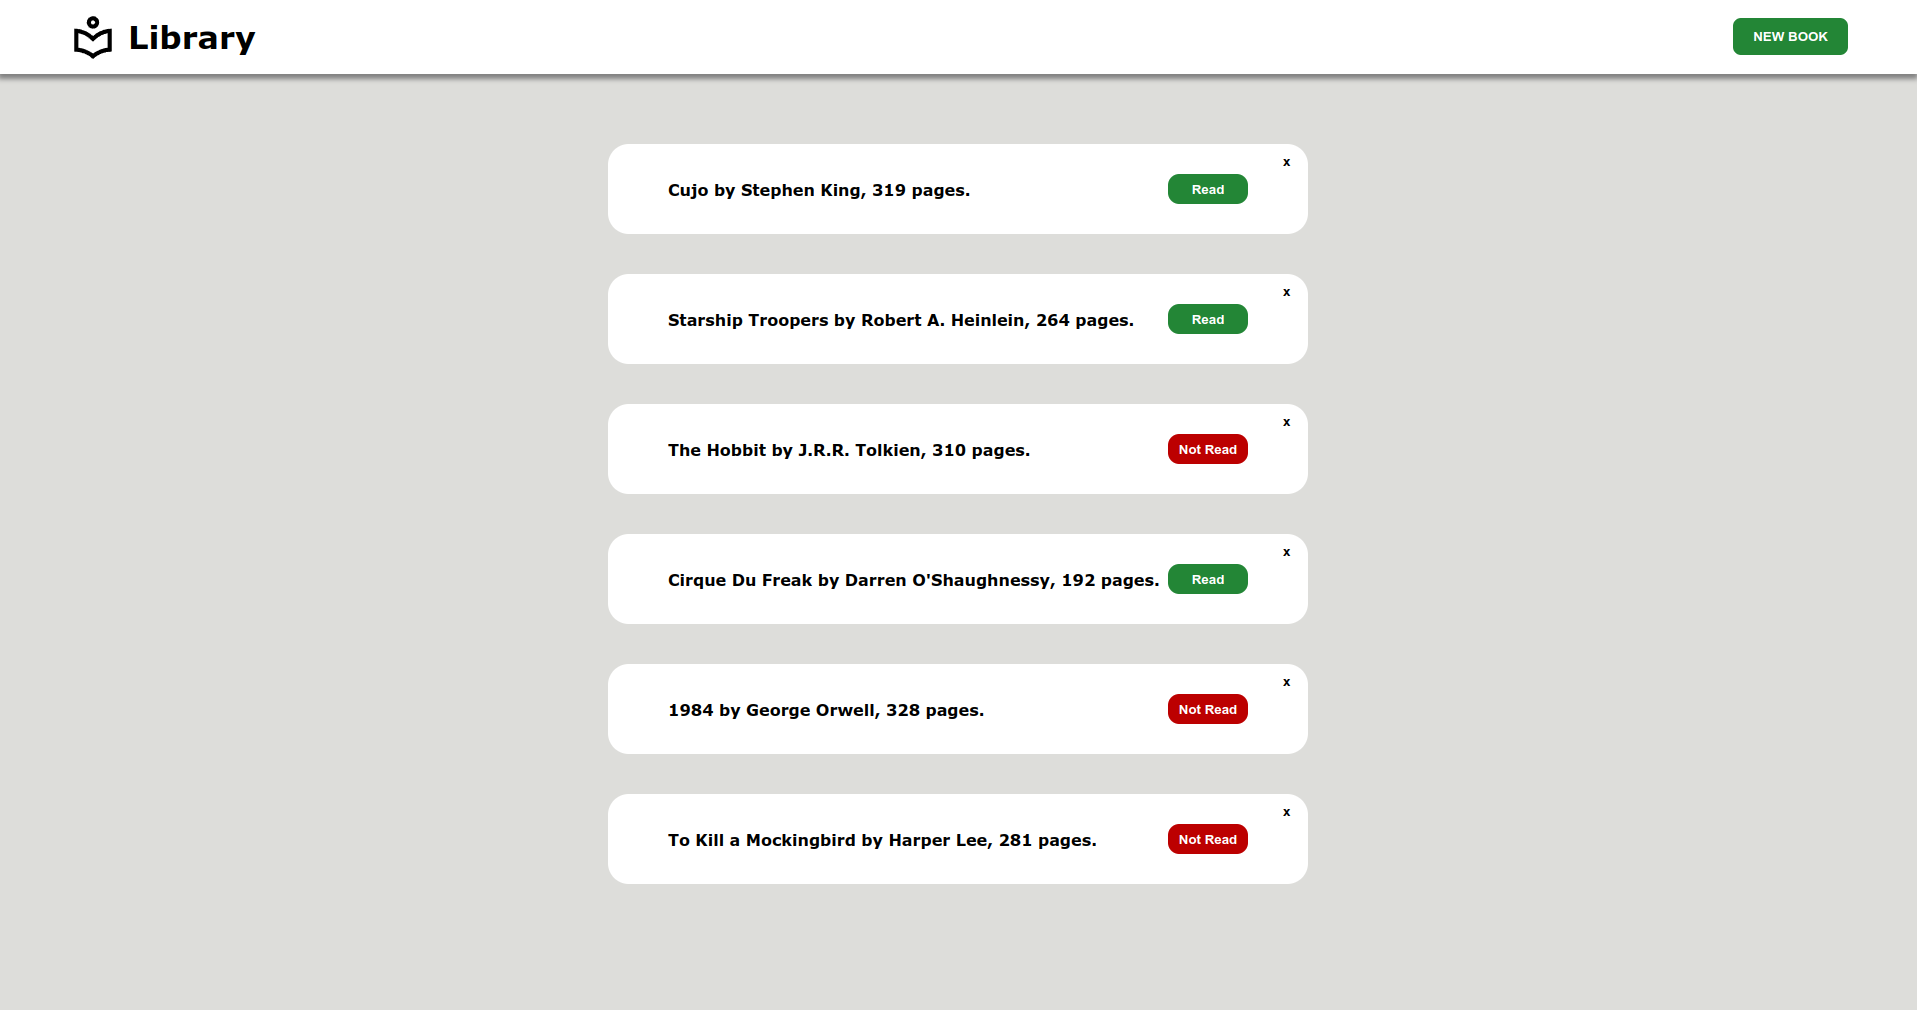 Library
NEW BOOK
x
Cujo by Stephen King, 319 pages.
Read
x
Starship Troopers by Robert A. Heinlein, 264 pages.
Read
x
The Hobbit by J.R.R. Tolkien, 310 pages.
Not Read
x
Cirque Du Freak by Darren O'Shaughnessy, 192 pages.
Read
x
1984 by George Orwell, 328 pages.
Not Read
x
To Kill a Mockingbird by Harper Lee, 281 pages.
Not Read